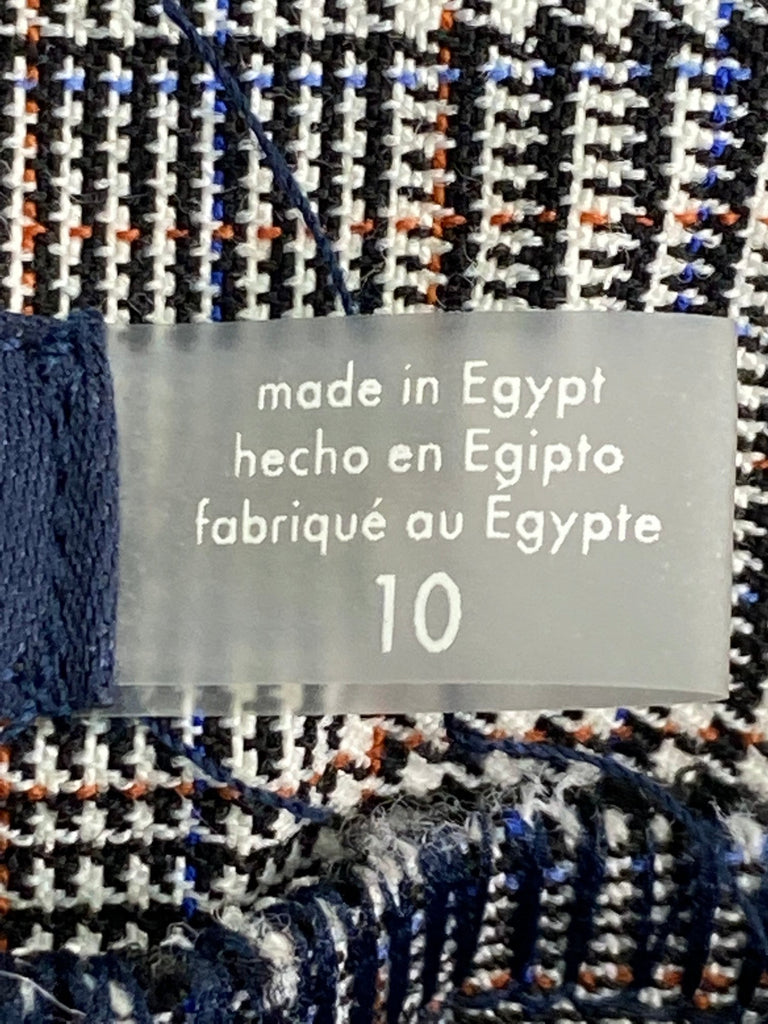 made in Egypt
hecho en Egipto
fabriqué au Égypte
10